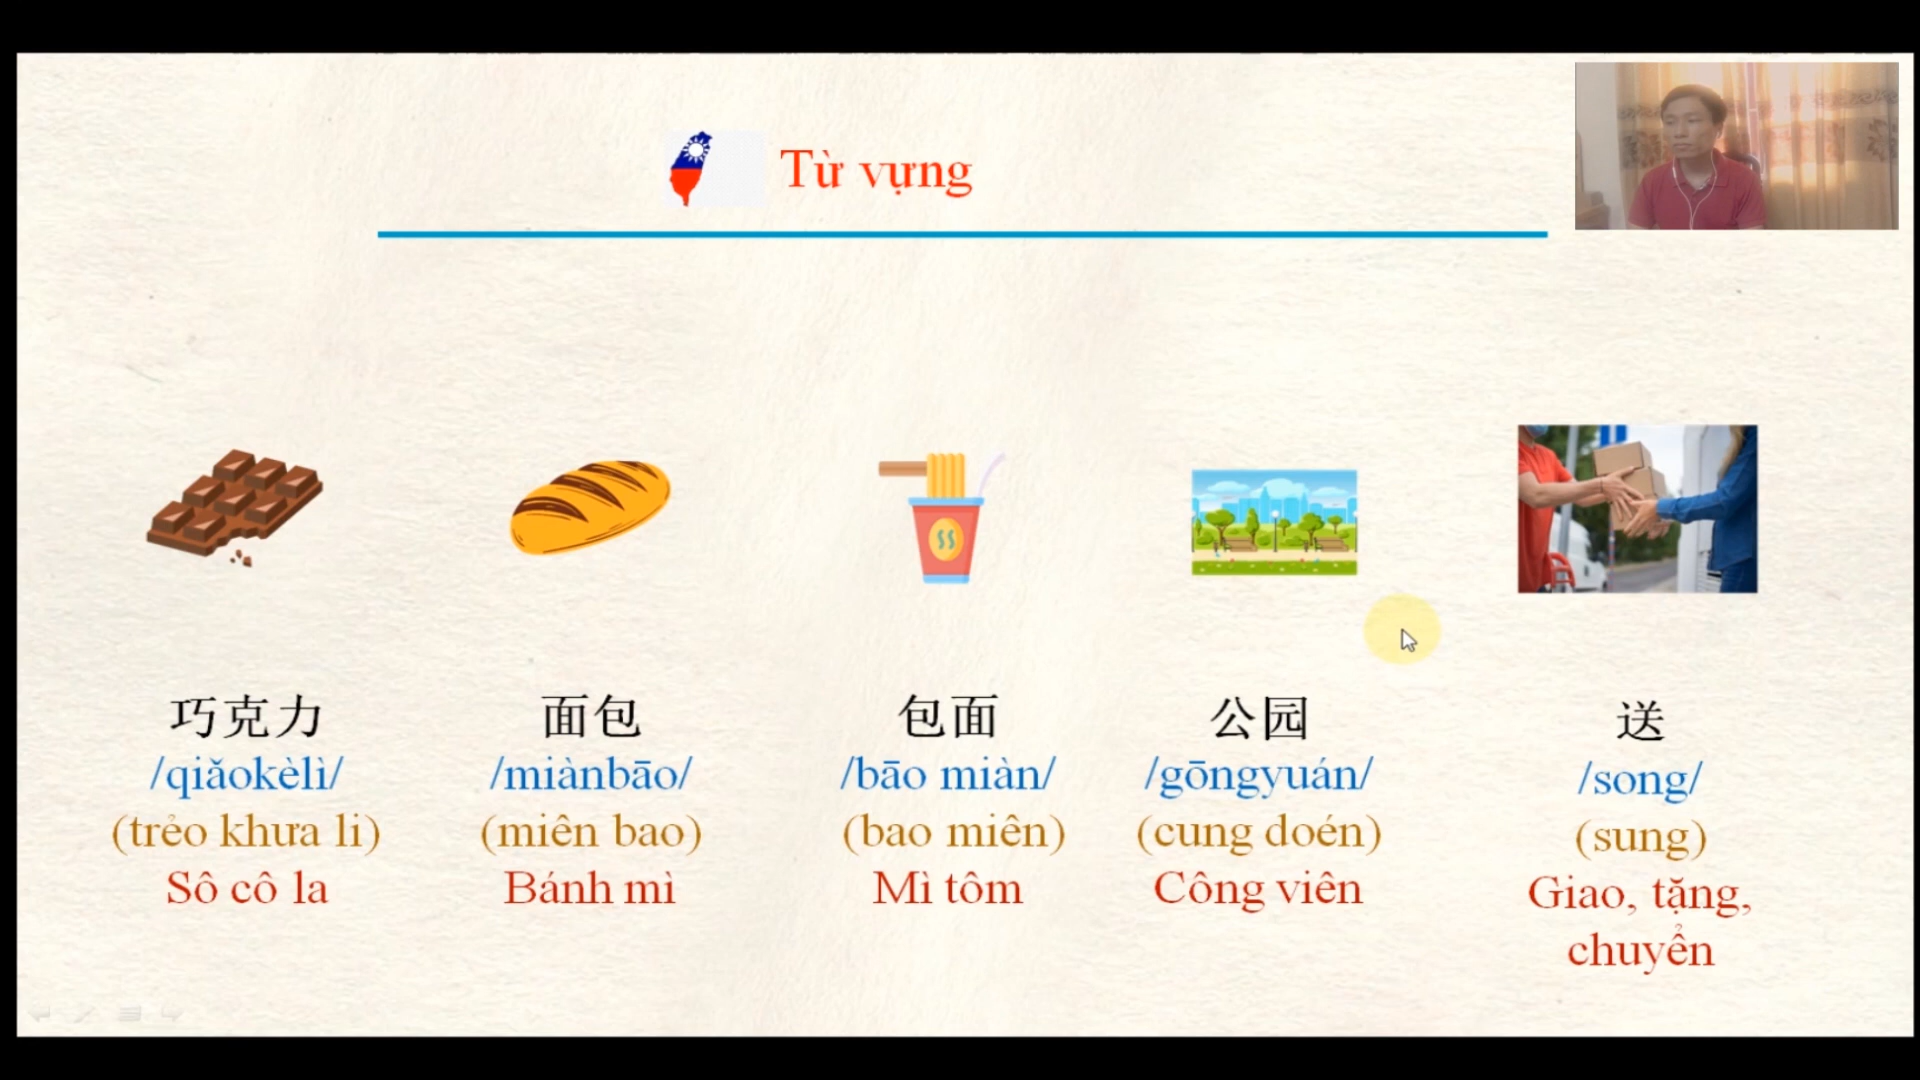 Từ vựng
巧克力
/qiǎokèlì/
(trẻo khưa li)
Sô cô la
面包
/miànbāo/
(miên bao)
Bánh mì
包面
/bāo miàn/
(bao miên)
Mì tôm
公园
/gōngyuán/
(cung doén)
Công viên
送
/song/
(sung)
Giao, tặng,
chuyển